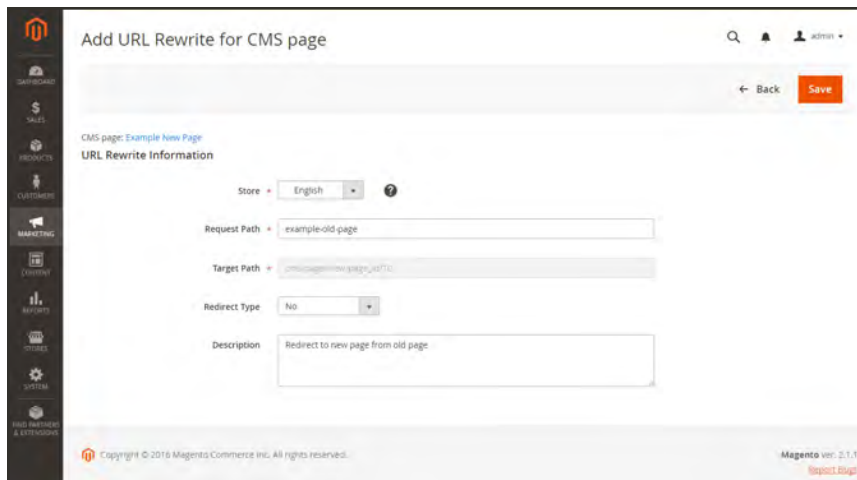 Add URL Rewrite for CMS page
admin
DASHBOARD
← Back
Save
SALES
CMS page: Example New Page
PRODUCTS
URL Rewrite Information
Store * English
CUSTOMERS
Request Path * example-old-page
MARKETING
Target Path *
CONTENT
Redirect Type No
REPORTS
Description Redirect to new page from old page
STORES
SYSTEM
FIND PARTNERS
& EXTENSIONS
Copyright © 2016 Magento Commerce Inc. All rights reserved.
Magento ver. 2.1.1
Report Bugs